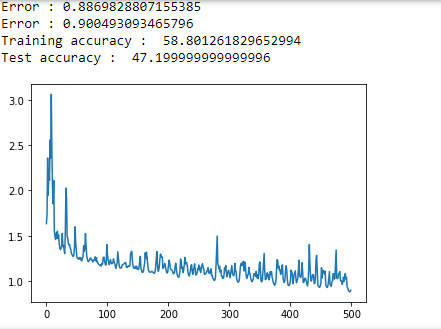 Error : 0.8869828807155385
Error : 0.900493093465796
Training accuracy :  58.801261829652994
Test accuracy :  47.199999999999996
3.0
2.5
2.0
1.5
1.0
0 100 200 300 400 500